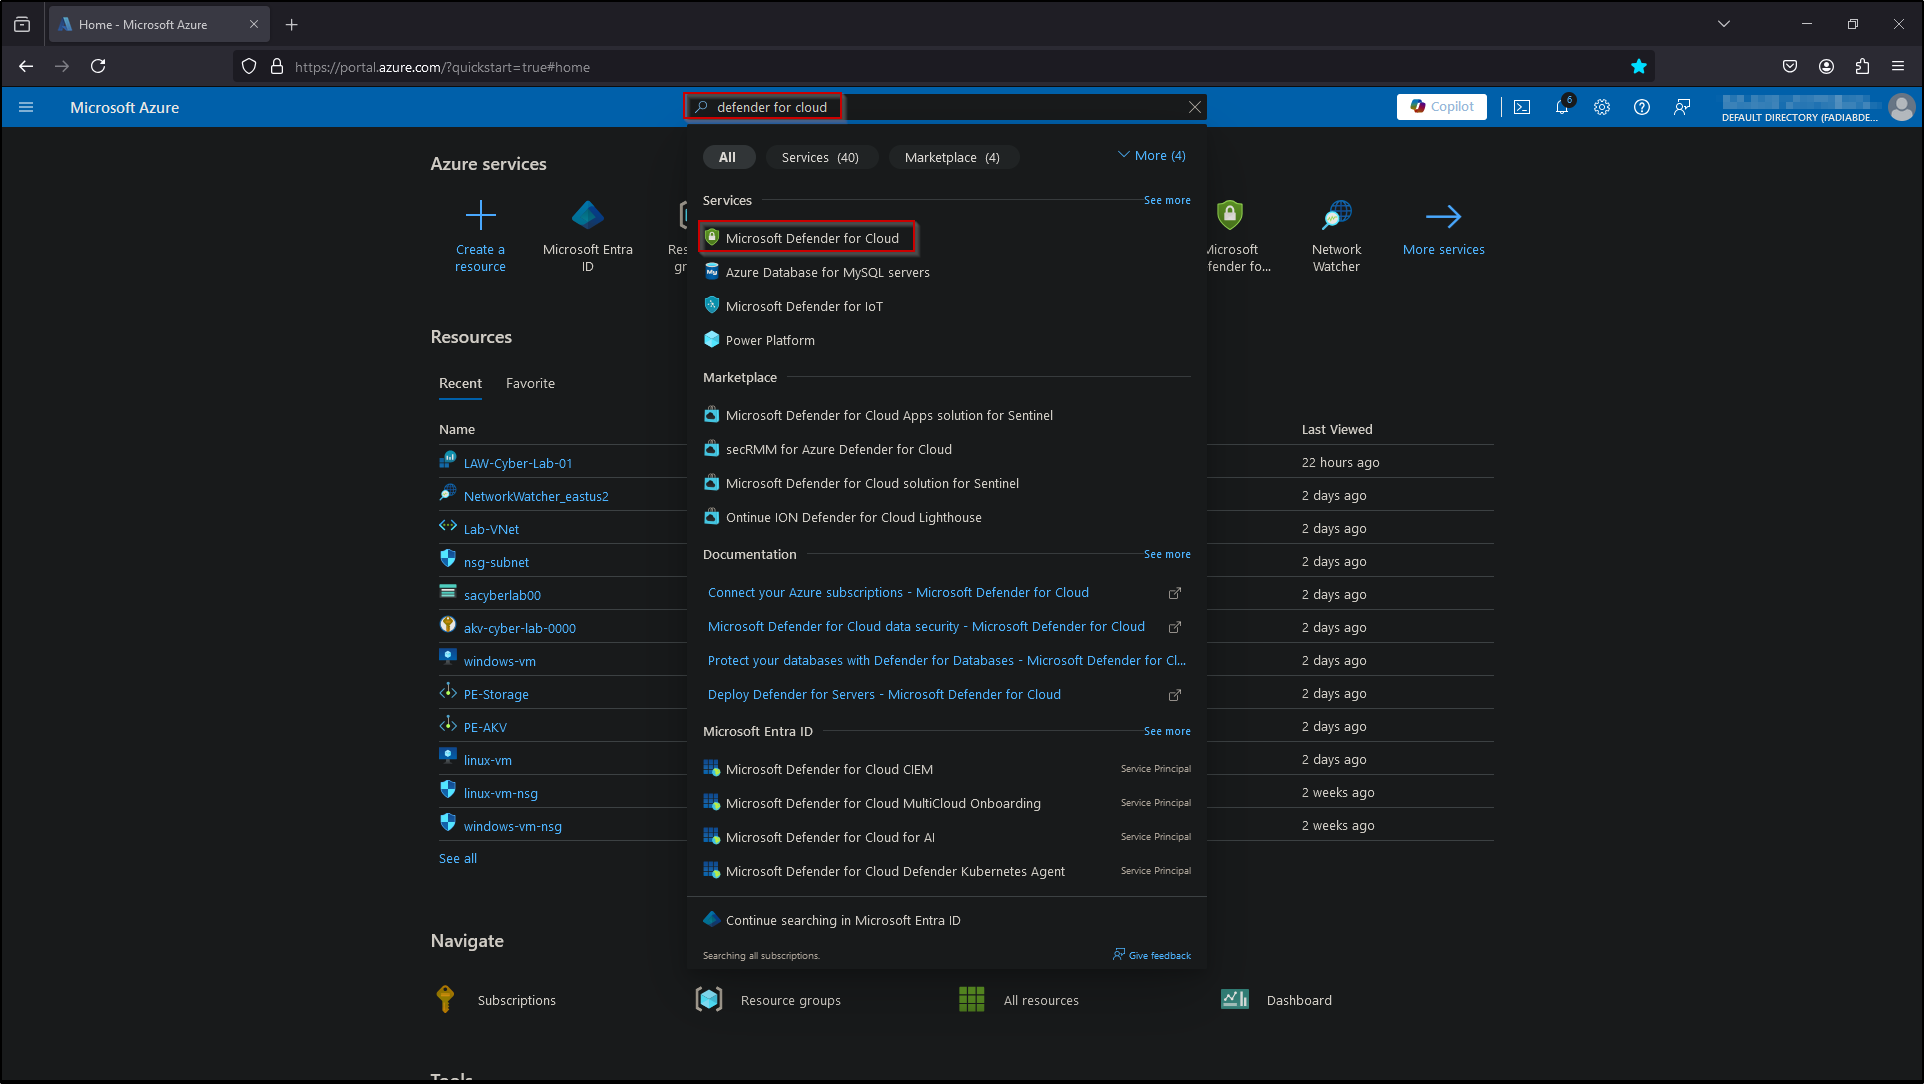 Home - Microsoft Azure
https://portal.azure.com/?quickstart=true#home
Microsoft Azure
defender for cloud
Copilot
6
DEFAULT DIRECTORY (FADIABDE...
All
Services (40)
Marketplace (4)
More (4)
Azure services
Create a
resource
Microsoft Entra
ID
Res
gr
Microsoft
fender fo...
Network
Watcher
More services
Services
See more
Microsoft Defender for Cloud
Azure Database for MySQL servers
Microsoft Defender for IoT
Power Platform
Marketplace
Microsoft Defender for Cloud Apps solution for Sentinel
secRMM for Azure Defender for Cloud
Microsoft Defender for Cloud solution for Sentinel
Ontinue ION Defender for Cloud Lighthouse
Documentation
See more
Connect your Azure subscriptions - Microsoft Defender for Cloud
Microsoft Defender for Cloud data security - Microsoft Defender for Cloud
Protect your databases with Defender for Databases - Microsoft Defender for Cl...
Deploy Defender for Servers - Microsoft Defender for Cloud
Microsoft Entra ID
See more
Microsoft Defender for Cloud CIEM
Service Principal
Microsoft Defender for Cloud MultiCloud Onboarding
Service Principal
Microsoft Defender for Cloud for AI
Service Principal
Microsoft Defender for Cloud Defender Kubernetes Agent
Service Principal
Continue searching in Microsoft Entra ID
Searching all subscriptions.
Give feedback
Resources
Recent
Favorite
Name
Last Viewed
LAW-Cyber-Lab-01
22 hours ago
NetworkWatcher_eastus2
2 days ago
Lab-VNet
2 days ago
nsg-subnet
2 days ago
sacyberlab00
2 days ago
akv-cyber-lab-0000
2 days ago
windows-vm
2 days ago
PE-Storage
2 days ago
PE-AKV
2 days ago
linux-vm
2 days ago
linux-vm-nsg
2 weeks ago
windows-vm-nsg
2 weeks ago
See all
Navigate
Subscriptions
Resource groups
All resources
Dashboard
Tools